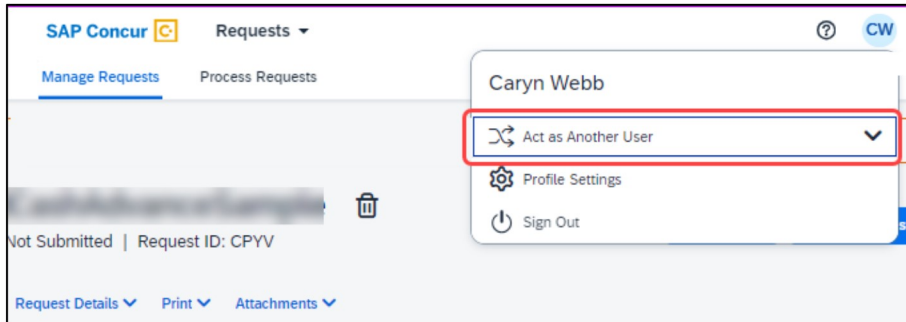 SAP Concur C Requests CW
Manage Requests Process Requests
Caryn Webb
Act as Another User
Profile Settings
Not Submitted | Request ID: CPYV
Sign Out
Request Details Print Attachments